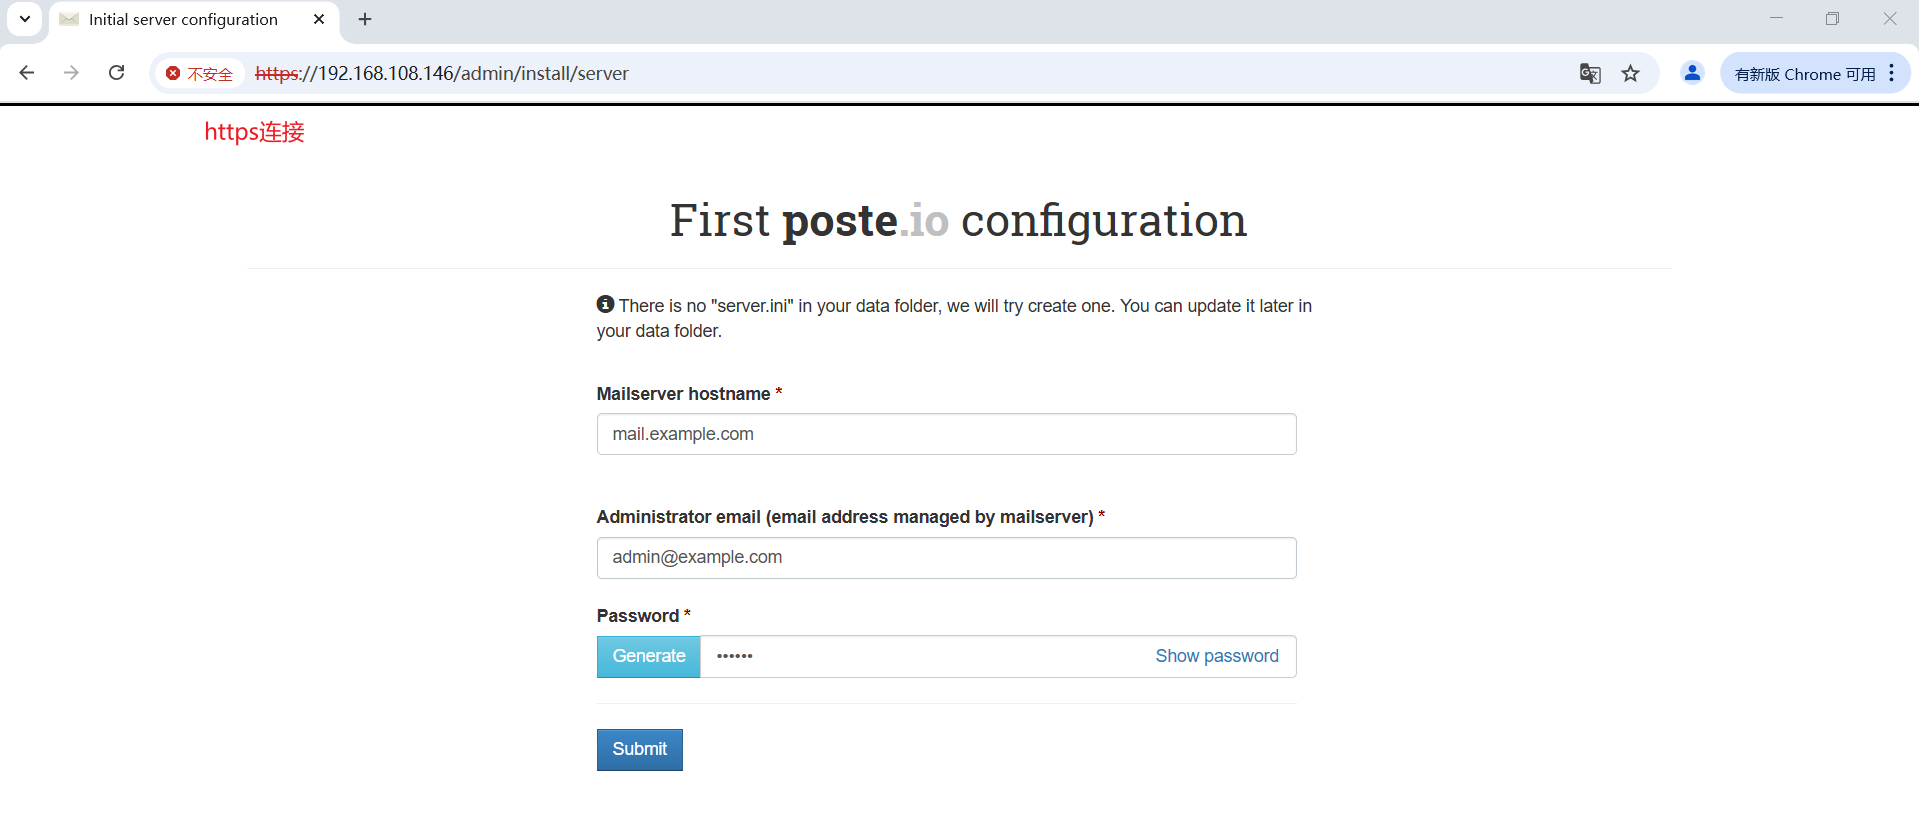 Initial server configuration
不安全 https://192.168.108.146/admin/install/server
有新版 Chrome 可用
https连接
First poste.io configuration
There is no "server.ini" in your data folder, we will try create one. You can update it later in
your data folder.
Mailserver hostname *
mail.example.com
Administrator email (email address managed by mailserver) *
admin@example.com
Password *
Generate •••••• Show password
Submit